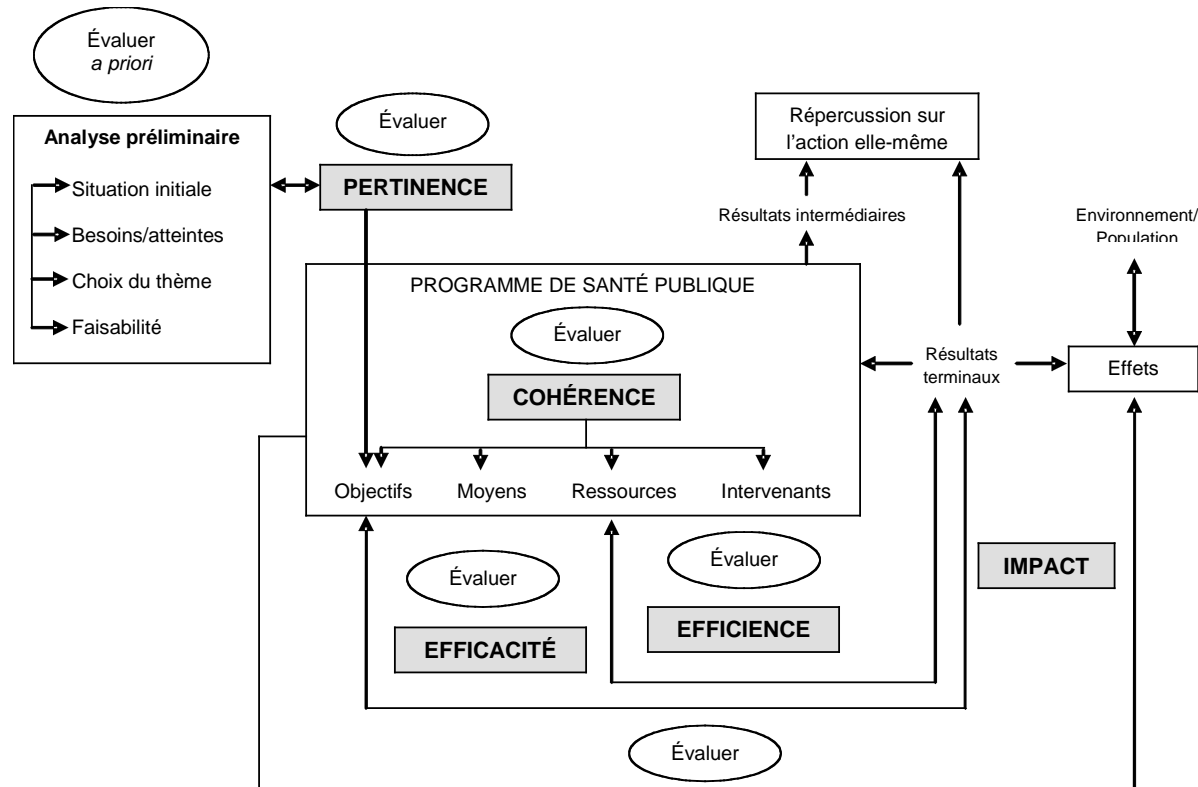 Évaluer
a priori
Analyse préliminaire
Situation initiale
Besoins/atteintes
Choix du thème
Faisabilité
Évaluer
PERTINENCE
Répercussion sur
l’action elle-même
Résultats intermédiaires
Environnement/
Population
PROGRAMME DE SANTÉ PUBLIQUE
Évaluer
COHÉRENCE
Objectifs
Moyens
Ressources
Intervenants
Résultats
terminaux
Effets
Évaluer
EFFICACITÉ
Évaluer
EFFICIENCE
IMPACT
Évaluer